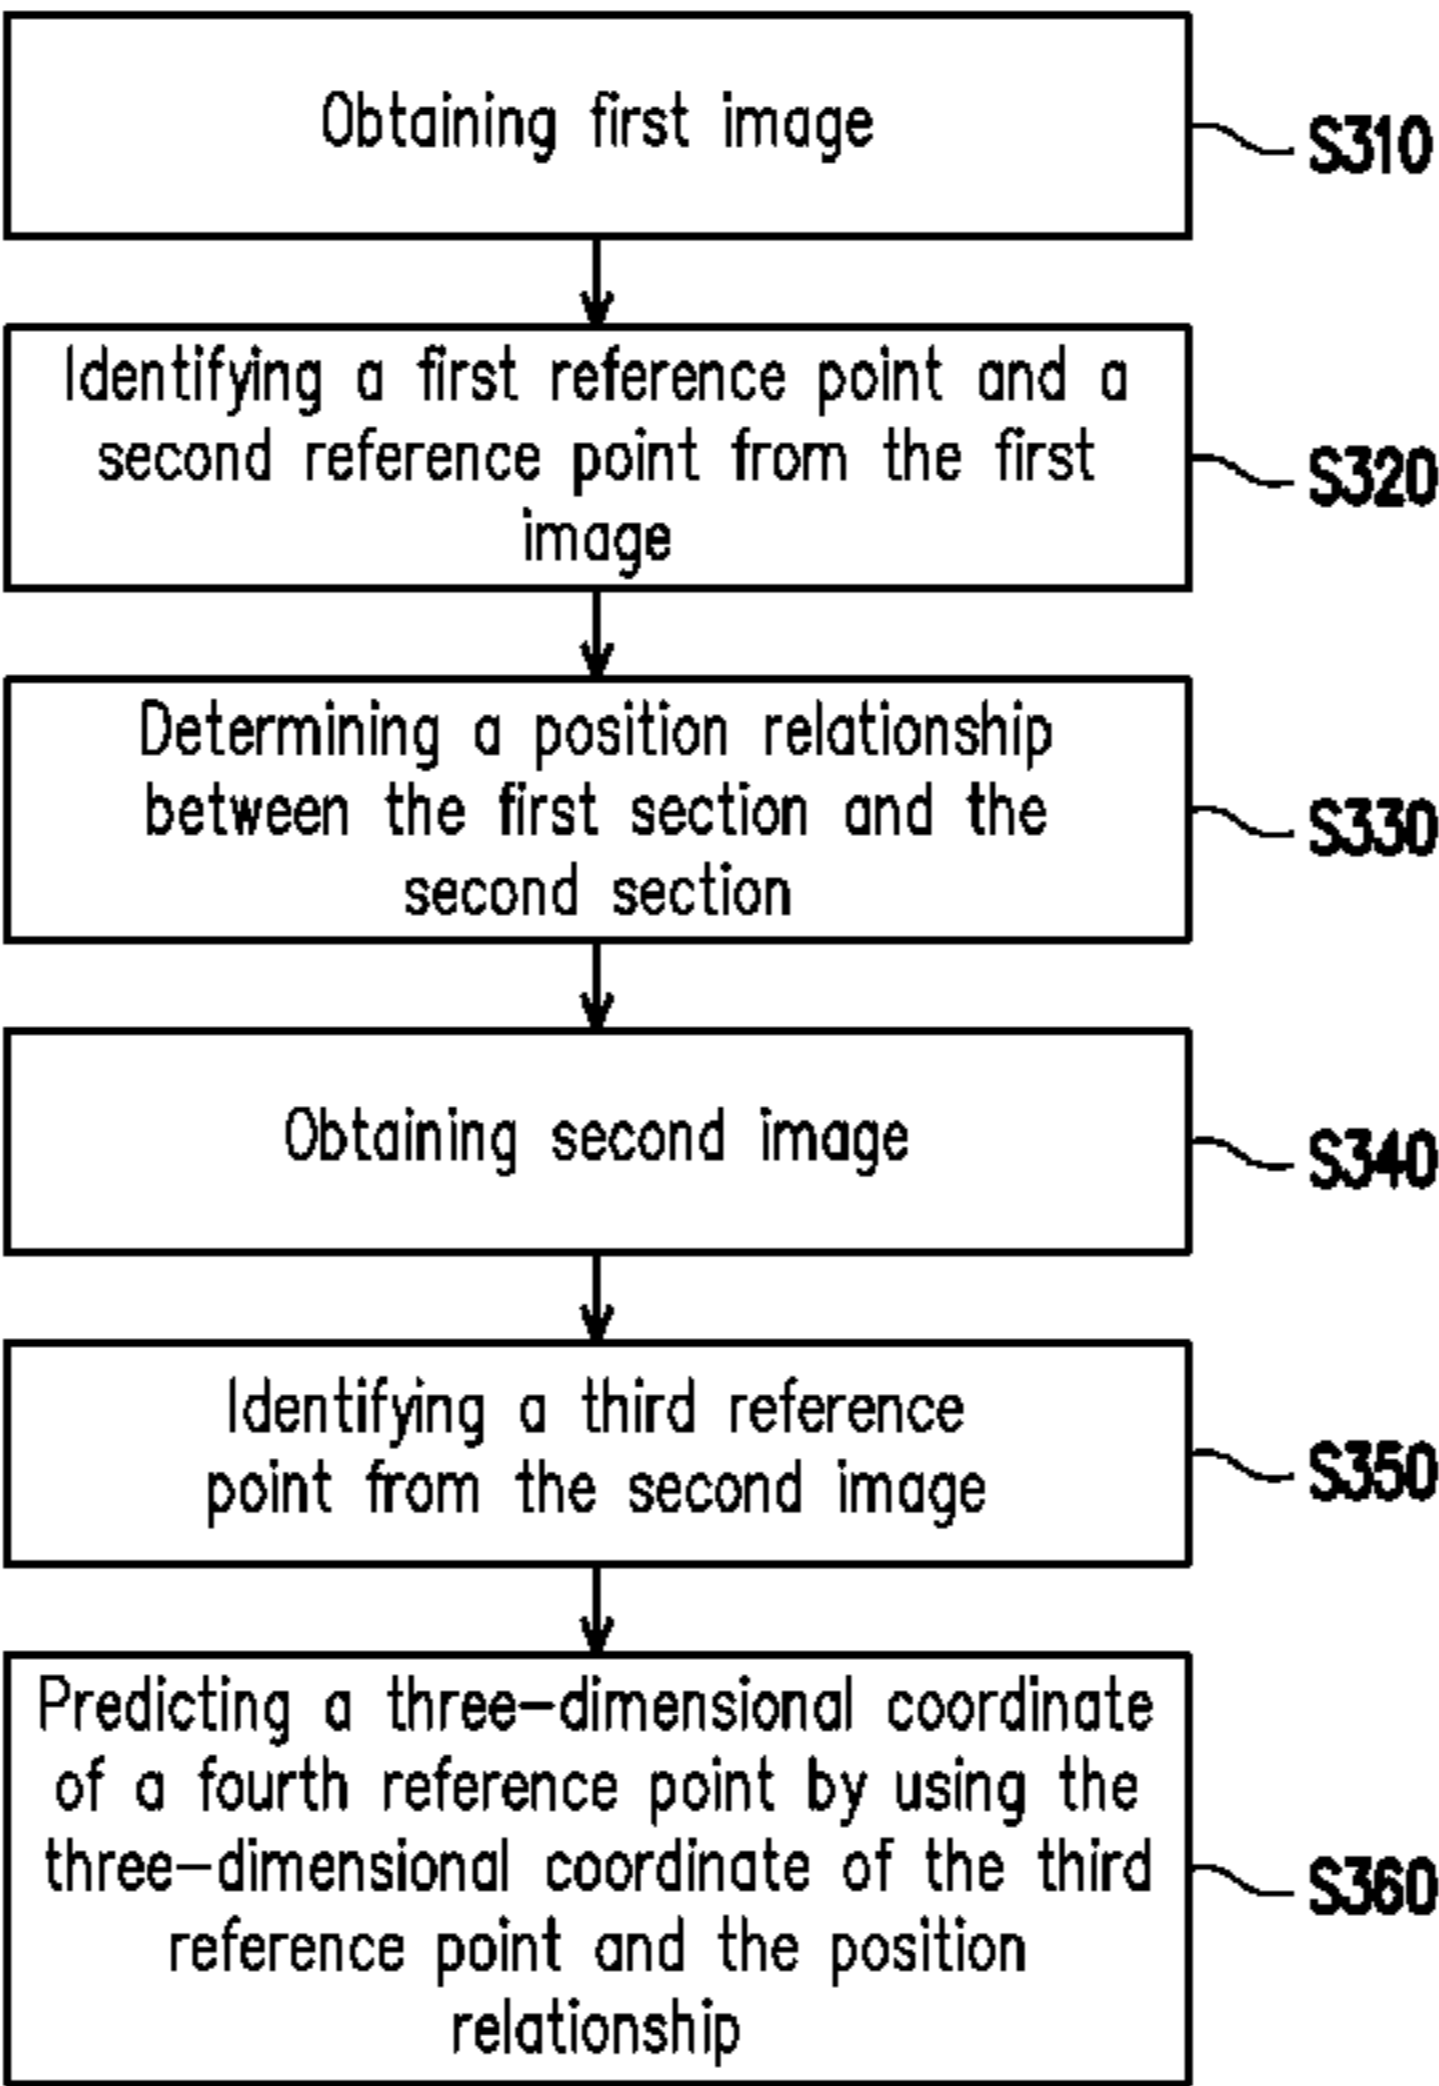 Obtaining first image
S310
Identifying a first reference point and a
second reference point from the first
image
S320
Determining a position relationship
between the first section and the
second section
S330
Obtaining second image
S340
Identifying a third reference
point from the second image
S350
Predicting a three-dimensional coordinate
of a fourth reference point by using the
three-dimensional coordinate of the third
reference point and the position
relationship
S360